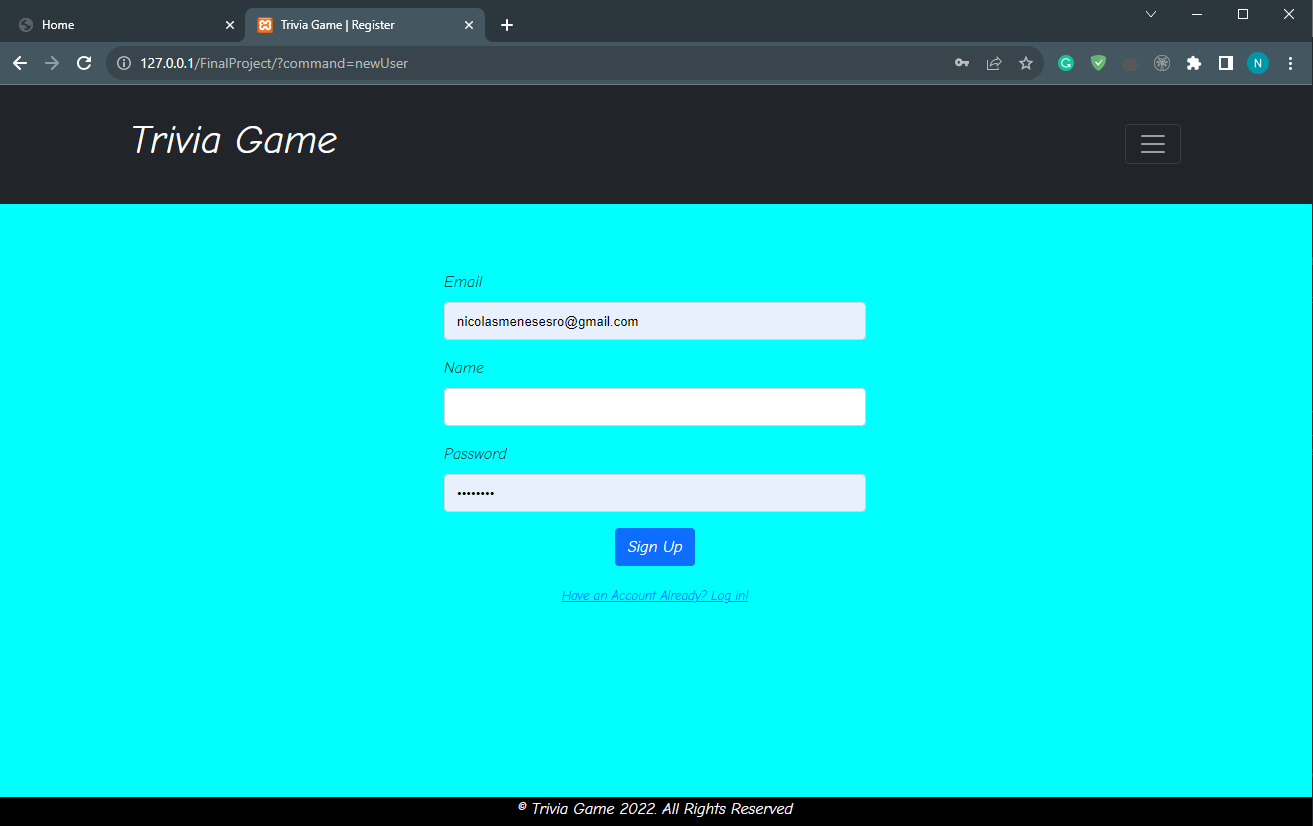 Home
Trivia Game | Register
127.0.0.1/FinalProject/?command=newUser
N
Trivia Game
Email
nicolasmenesesro@gmail.com
Name
Password
Sign Up
Have an Account Already? Log in!
© Trivia Game 2022. All Rights Reserved